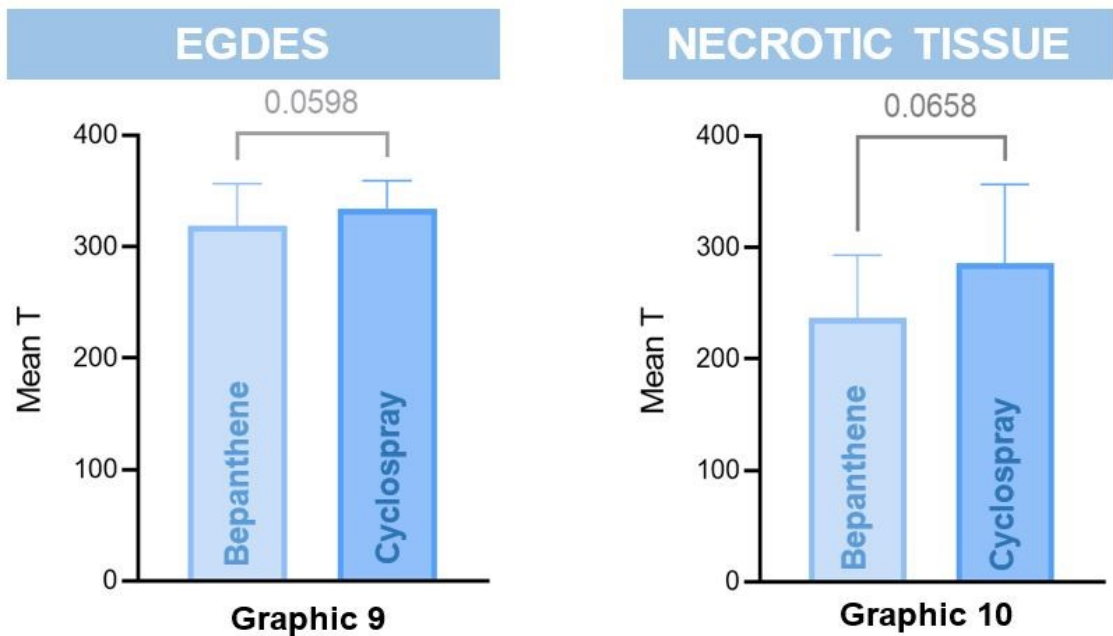 EGDES
0.0598
400
300
200
100
0
Mean T
Bepanthene
Cyclospray
Graphic 9
NECROTIC TISSUE
0.0658
400
300
200
100
0
Mean T
Bepanthene
Cyclospray
Graphic 10